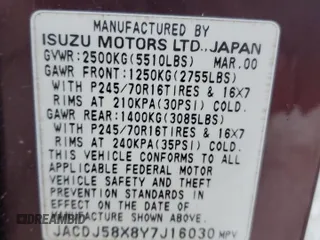 MANUFACTURED BY
ISUZU MOTORS LTD., JAPAN
GVWR: 2500KG(5510LBS) MAR.00
GAWR FRONT: 1250KG(2755LBS)
WITH P245/70R16TIRES & 16X7
RIMS AT 210KPA(30PSI) COLD.
GAWR REAR: 1400KG(3085LBS)
WITH P245/70R16TIRES & 16X7
RIMS AT 240KPA(35PSI) COLD.
THIS VEHICLE CONFORMS TO ALL
APPLICABLE FEDERAL MOTOR
VEHICLE SAFETY AND THEFT
PREVENTION STANDARDS IN
EFFECT ON THE DATE OF
MANUFACTURE SHOWN ABOVE.
JACDJ58X8Y7J16030 MPV